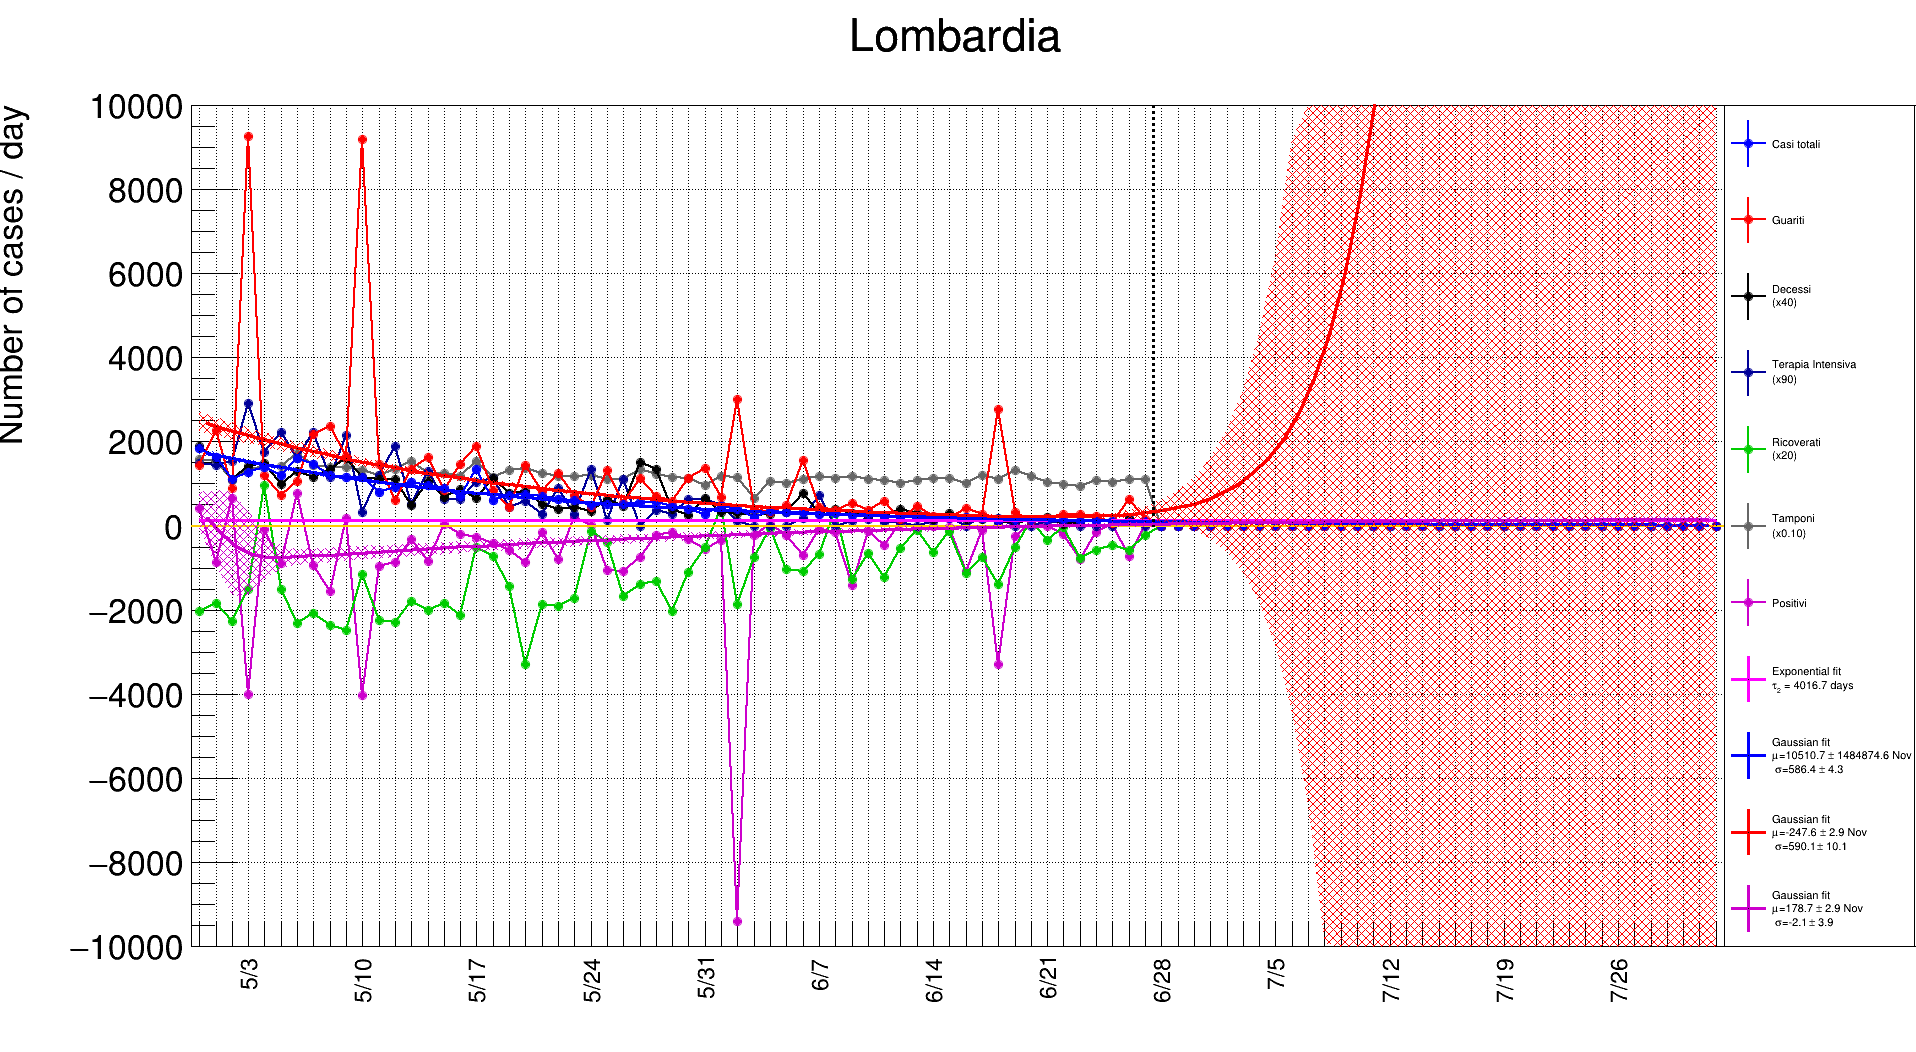 Lombardia
Number of cases / day
10000
8000
6000
4000
2000
0
−2000
−4000
−6000
−8000
−10000
5/3
5/10
5/17
5/24
5/31
6/7
6/14
6/21
6/28
7/5
7/12
7/19
7/26
Casi totali
Guariti
Decessi
(x40)
Terapia Intensiva
(x90)
Ricoverati
(x20)
Tamponi
(x0.10)
Positivi
Exponential fit
τ₂ = 4016.7 days
Gaussian fit
μ=10510.7 ± 1484874.6 Nov
σ=586.4 ± 4.3
Gaussian fit
μ=-247.6 ± 2.9 Nov
σ=590.1 ± 10.1
Gaussian fit
μ=178.7 ± 2.9 Nov
σ=-2.1 ± 3.9